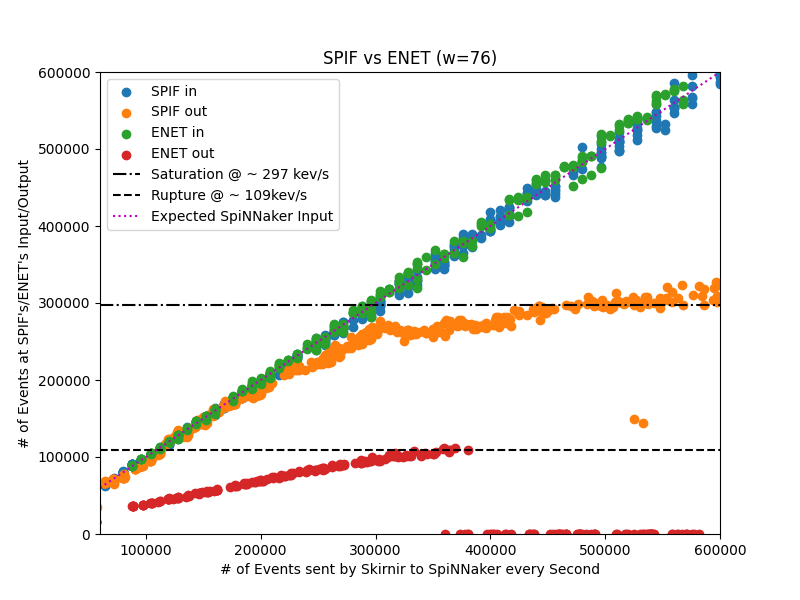 SPIF vs ENET (w=76)
SPIF in
SPIF out
ENET in
ENET out
Saturation @ ~ 297 kev/s
Rupture @ ~ 109kev/s
Expected SpiNNaker Input
# of Events at SPIF's/ENET's Input/Output
600000
500000
400000
300000
200000
100000
0
100000 200000 300000 400000 500000 600000
# of Events sent by Skirnir to SpiNNaker every Second